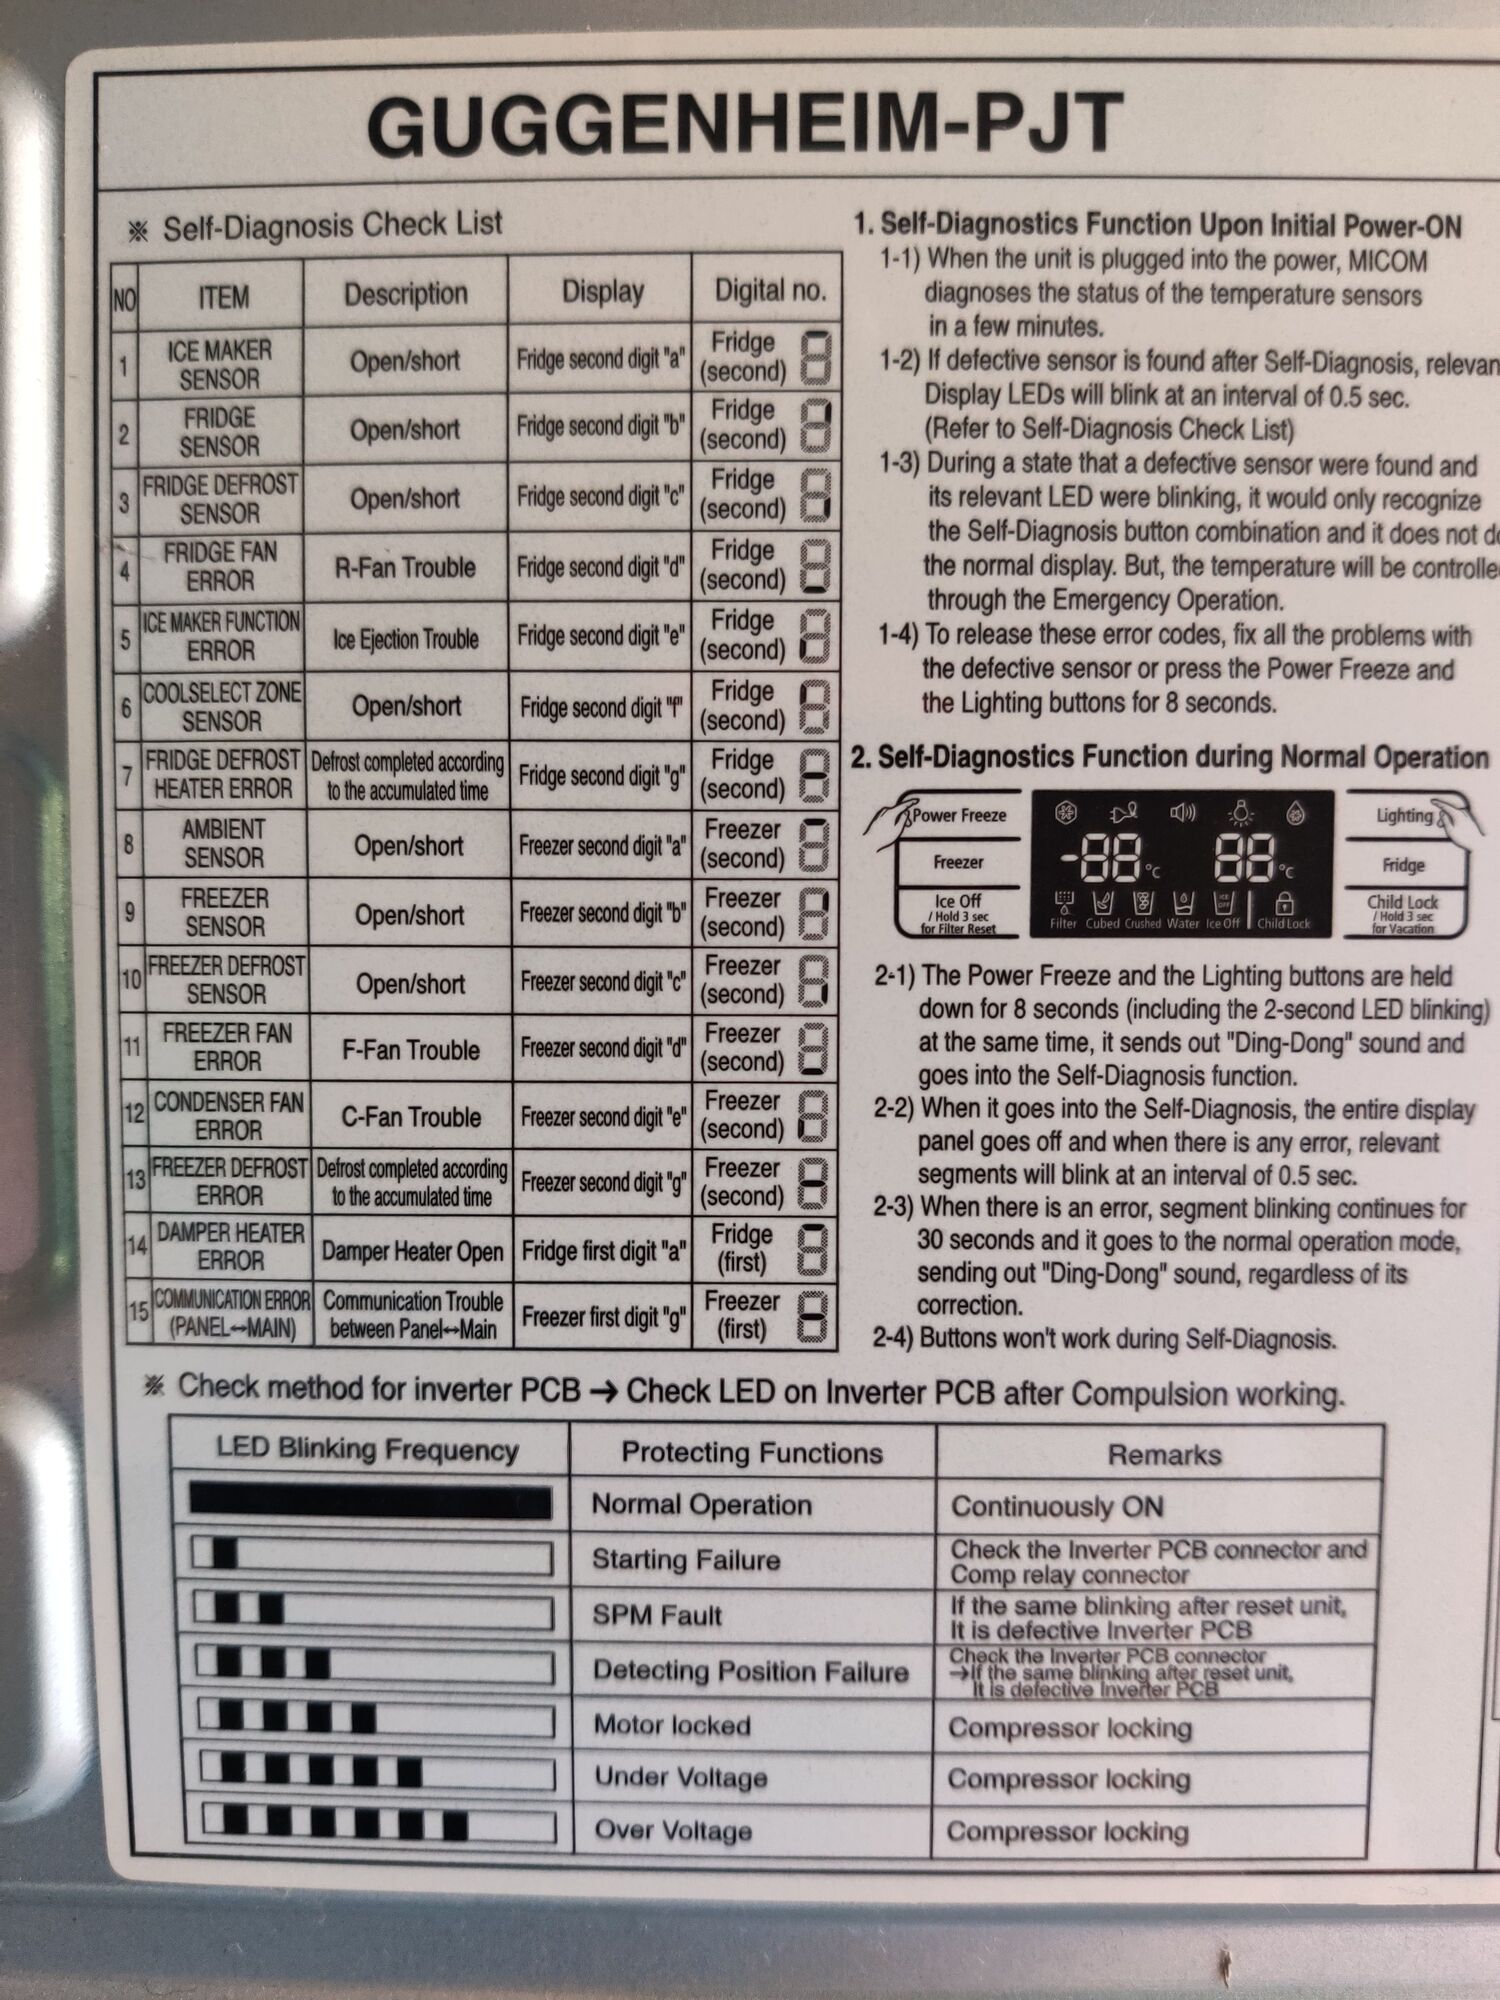 GUGGENHEIM-PJT
※ Self-Diagnosis Check List
NO ITEM Description Display Digital no.
1 ICE MAKER SENSOR Open/short Fridge second digit "a" Fridge (second)
2 FRIDGE SENSOR Open/short Fridge second digit "b" Fridge (second)
3 FRIDGE DEFROST SENSOR Open/short Fridge second digit "c" Fridge (second)
4 FRIDGE FAN ERROR R-Fan Trouble Fridge second digit "d" Fridge (second)
5 ICE MAKER FUNCTION ERROR Ice Ejection Trouble Fridge second digit "e" Fridge (second)
6 COOLSELECT ZONE SENSOR Open/short Fridge second digit "f" Fridge (second)
7 FRIDGE DEFROST HEATER ERROR Defrost completed according to the accumulated time Fridge second digit "g" Fridge (second)
8 AMBIENT SENSOR Open/short Freezer second digit "a" Freezer (second)
9 FREEZER SENSOR Open/short Freezer second digit "b" Freezer (second)
10 FREEZER DEFROST SENSOR Open/short Freezer second digit "c" Freezer (second)
11 FREEZER FAN ERROR F-Fan Trouble Freezer second digit "d" Freezer (second)
12 CONDENSER FAN ERROR C-Fan Trouble Freezer second digit "e" Freezer (second)
13 FREEZER DEFROST ERROR Defrost completed according to the accumulated time Freezer second digit "g" Freezer (second)
14 DAMPER HEATER ERROR Damper Heater Open Fridge first digit "a" Fridge (first)
15 COMMUNICATION ERROR (PANEL↔MAIN) Communication Trouble between Panel↔Main Freezer first digit "g" Freezer (first)
1. Self-Diagnostics Function Upon Initial Power-ON
1-1) When the unit is plugged into the power, MICOM
diagnoses the status of the temperature sensors
in a few minutes.
1-2) If defective sensor is found after Self-Diagnosis, relevan
Display LEDs will blink at an interval of 0.5 sec.
(Refer to Self-Diagnosis Check List)
1-3) During a state that a defective sensor were found and
its relevant LED were blinking, it would only recognize
the Self-Diagnosis button combination and it does not do
the normal display. But, the temperature will be controlle
through the Emergency Operation.
1-4) To release these error codes, fix all the problems with
the defective sensor or press the Power Freeze and
the Lighting buttons for 8 seconds.
2. Self-Diagnostics Function during Normal Operation
Power Freeze
Freezer
Ice Off
/ Hold 3 sec
for Filter Reset
-88 °C 88 °C
ICE OFF
Filter Cubed Crushed Water Ice Off Child Lock
Lighting
Fridge
Child Lock
/ Hold 3 sec
for Vacation
2-1) The Power Freeze and the Lighting buttons are held
down for 8 seconds (including the 2-second LED blinking)
at the same time, it sends out "Ding-Dong" sound and
goes into the Self-Diagnosis function.
2-2) When it goes into the Self-Diagnosis, the entire display
panel goes off and when there is any error, relevant
segments will blink at an interval of 0.5 sec.
2-3) When there is an error, segment blinking continues for
30 seconds and it goes to the normal operation mode,
sending out "Ding-Dong" sound, regardless of its
correction.
2-4) Buttons won't work during Self-Diagnosis.
※ Check method for inverter PCB → Check LED on Inverter PCB after Compulsion working.
LED Blinking Frequency Protecting Functions Remarks
Normal Operation Continuously ON
Starting Failure Check the Inverter PCB connector and Comp relay connector
SPM Fault If the same blinking after reset unit, It is defective Inverter PCB
Detecting Position Failure Check the Inverter PCB connector →If the same blinking after reset unit, It is defective Inverter PCB
Motor locked Compressor locking
Under Voltage Compressor locking
Over Voltage Compressor locking